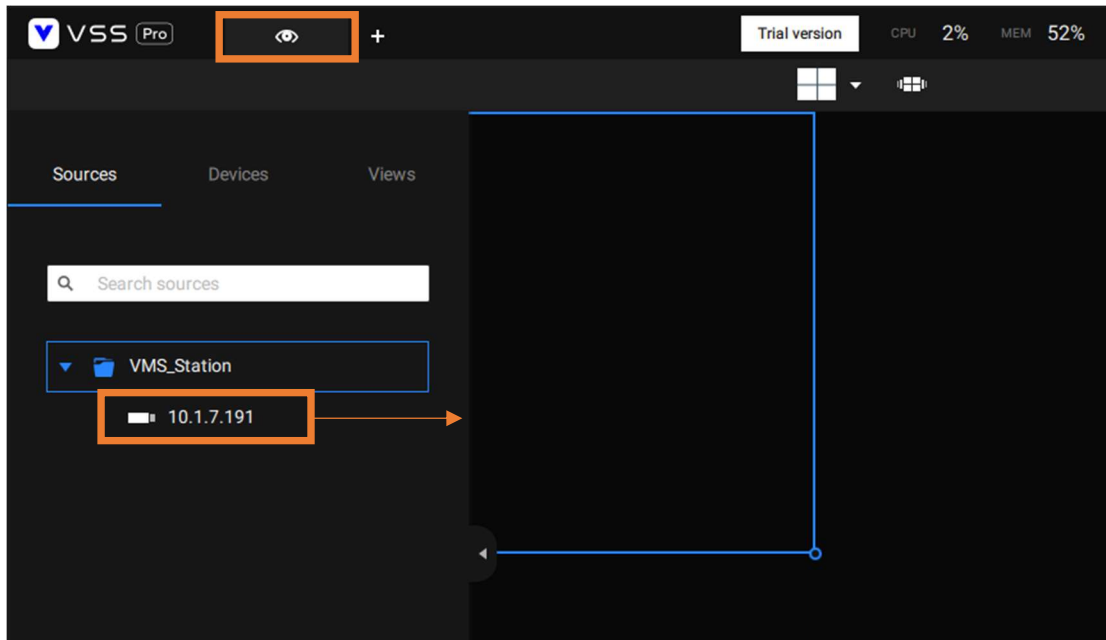 VSS Pro
Trial version CPU 2% MEM 52%
Sources Devices Views
Search sources
VMS_Station
10.1.7.191